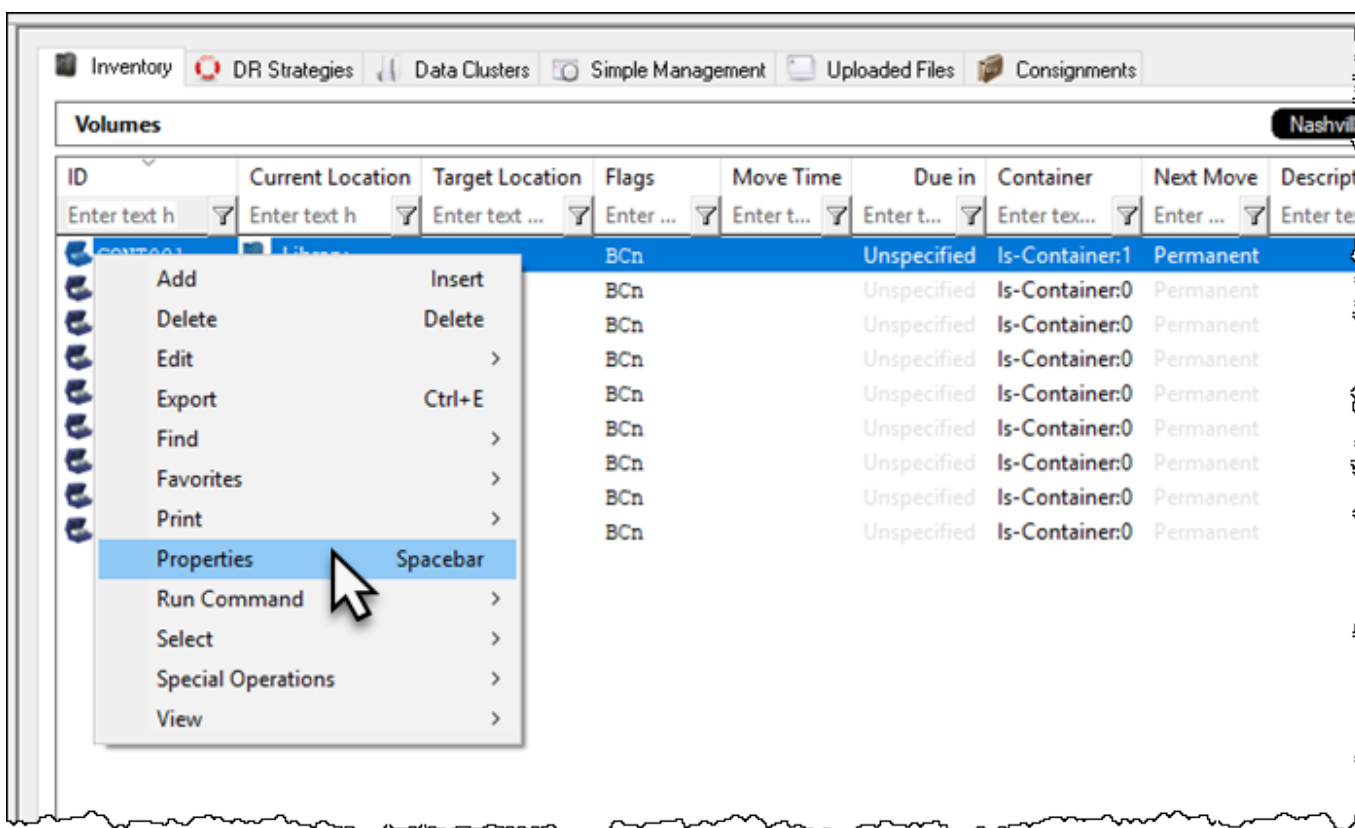 Inventory DR Strategies Data Clusters Simple Management Uploaded Files Consignments
Volumes
ID Current Location Target Location Flags Move Time Due in Container Next Move
Enter text h Enter text h Enter text ... Enter ... Enter t... Enter t... Enter tex... Enter ... Enter
BCn Unspecified Is-Container:1 Permanent
BCn Unspecified Is-Container:0 Permanent
BCn Unspecified Is-Container:0 Permanent
BCn Unspecified Is-Container:0 Permanent
BCn Unspecified Is-Container:0 Permanent
BCn Unspecified Is-Container:0 Permanent
BCn Unspecified Is-Container:0 Permanent
BCn Unspecified Is-Container:0 Permanent
BCn Unspecified Is-Container:0 Permanent
Add Insert
Delete Delete
Edit
Export Ctrl+E
Find
Favorites
Print
Properties Spacebar
Run Command
Select
Special Operations
View